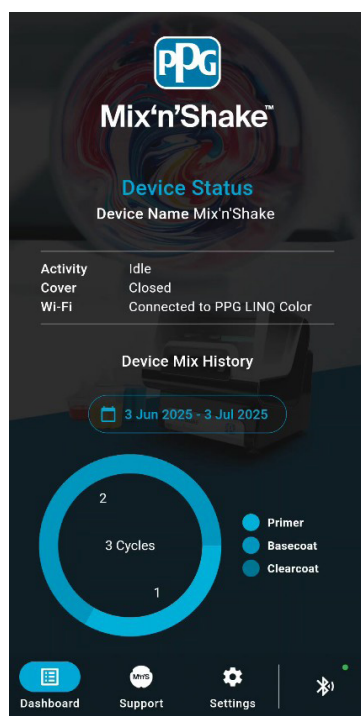 PPG
Mix'n'Shake™
Device Status
Device Name Mix'n'Shake
Activity Idle
Cover Closed
Wi-Fi Connected to PPG LINQ Color
Device Mix History
3 Jun 2025 - 3 Jul 2025
2
3 Cycles
1
Primer
Basecoat
Clearcoat
M'n'S
Dashboard Support Settings